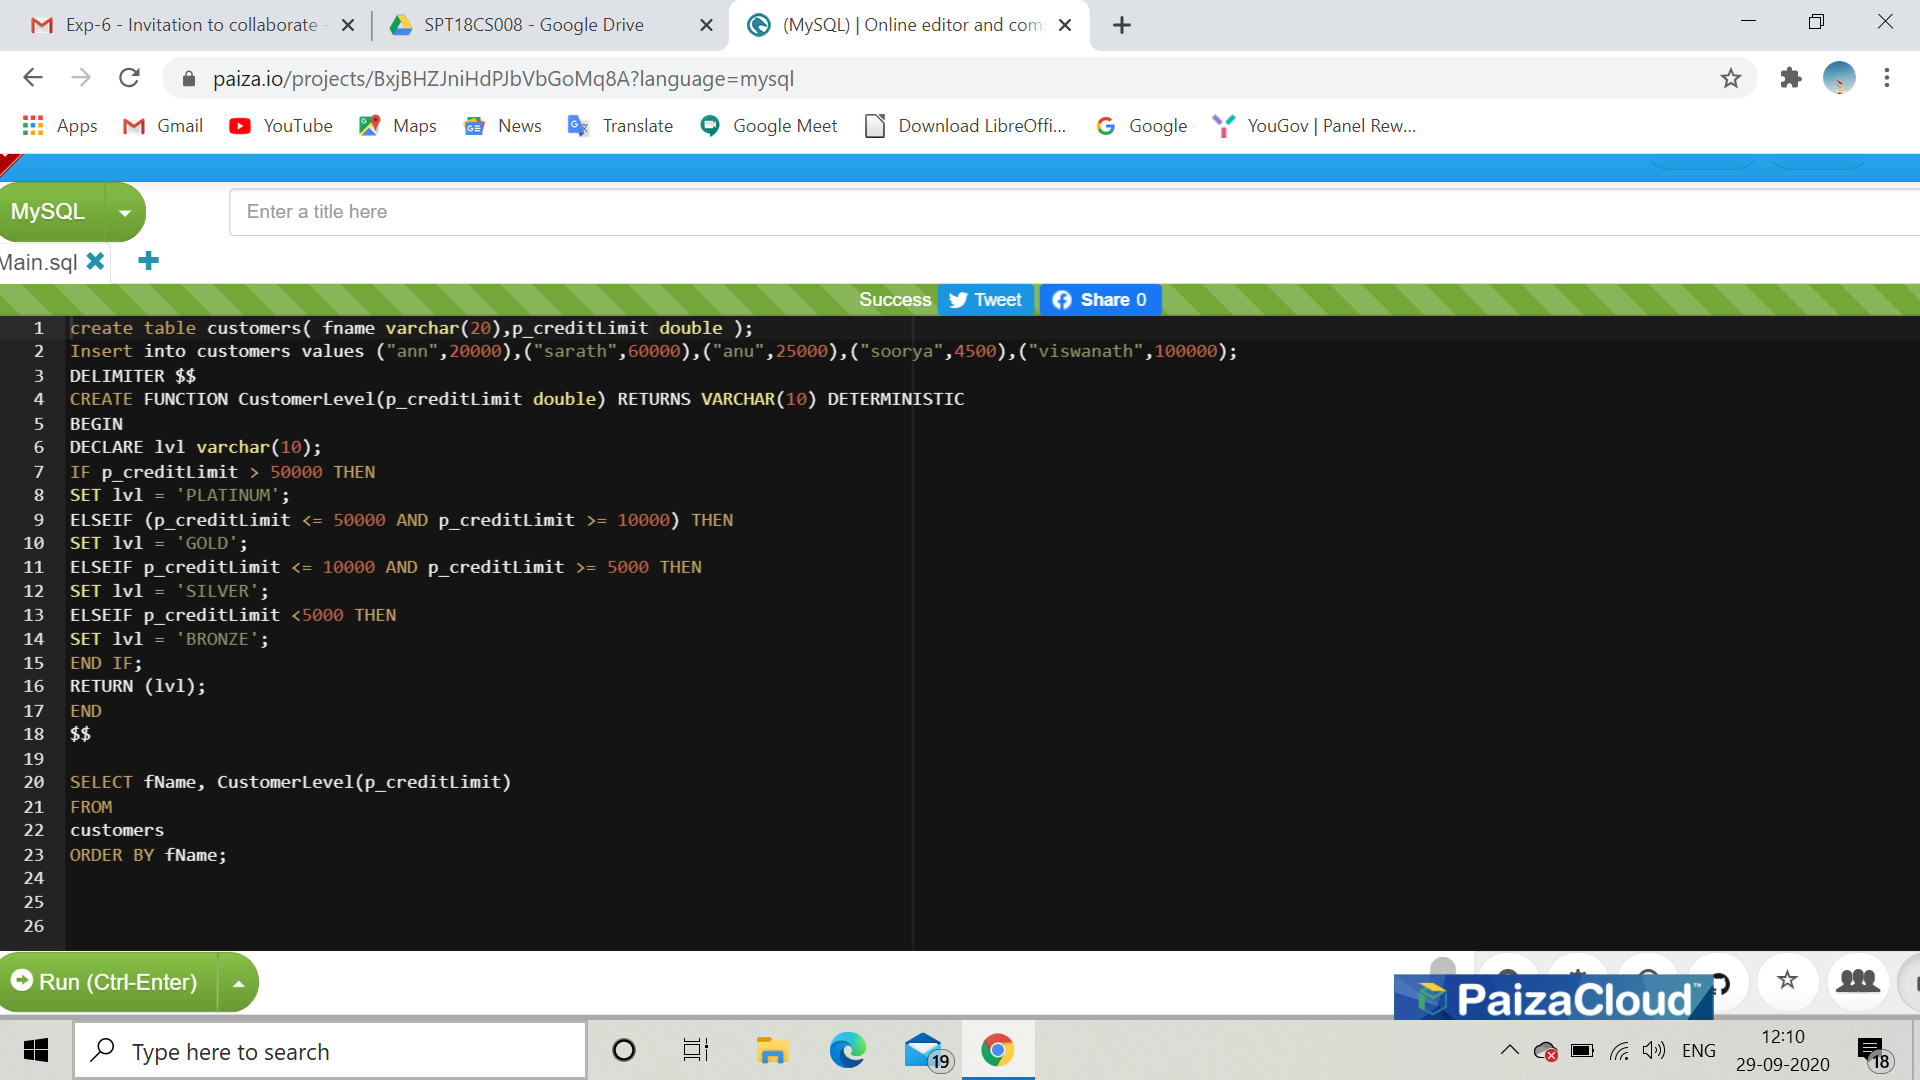 Exp-6 - Invitation to collaborate -
SPT18CS008 - Google Drive
(MySQL) | Online editor and com
paiza.io/projects/BxjBHZJniHdPJbVbGoMq8A?language=mysql
Apps Gmail YouTube Maps News Translate Google Meet Download LibreOffi... Google YouGov | Panel Rew...
MySQL
Enter a title here
Main.sql
Success Tweet Share 0
1 create table customers( fname varchar(20),p_creditLimit double );
2 Insert into customers values ("ann",20000),("sarath",60000),("anu",25000),("soorya",4500),("viswanath",100000);
3 DELIMITER $$
4 CREATE FUNCTION CustomerLevel(p_creditLimit double) RETURNS VARCHAR(10) DETERMINISTIC
5 BEGIN
6 DECLARE lvl varchar(10);
7 IF p_creditLimit > 50000 THEN
8 SET lvl = 'PLATINUM';
9 ELSEIF (p_creditLimit <= 50000 AND p_creditLimit >= 10000) THEN
10 SET lvl = 'GOLD';
11 ELSEIF p_creditLimit <= 10000 AND p_creditLimit >= 5000 THEN
12 SET lvl = 'SILVER';
13 ELSEIF p_creditLimit <5000 THEN
14 SET lvl = 'BRONZE';
15 END IF;
16 RETURN (lvl);
17 END
18 $$
19
20 SELECT fName, CustomerLevel(p_creditLimit)
21 FROM
22 customers
23 ORDER BY fName;
24
25
26
Run (Ctrl-Enter)
PaizaCloud™
Type here to search
19
ENG
12:10
29-09-2020
18